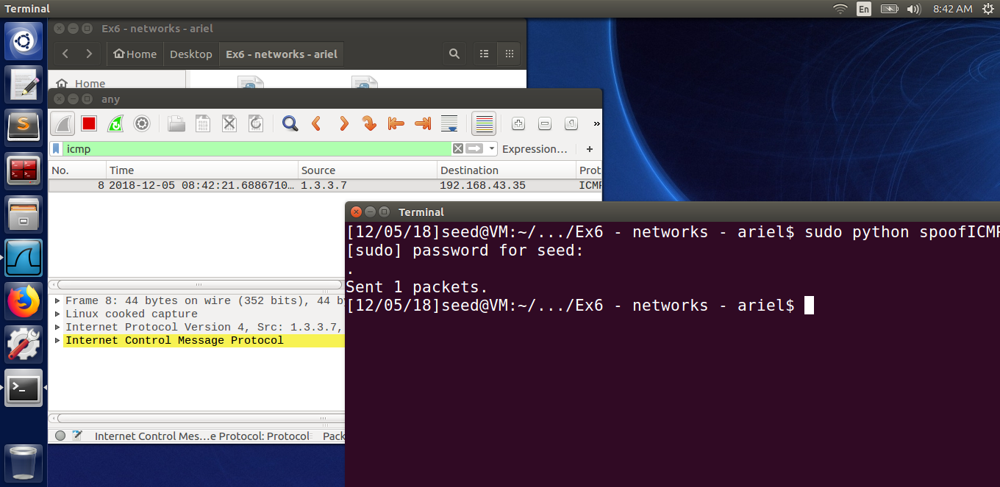 Terminal
En
8:42 AM
Ex6 - networks - ariel
Home
Desktop
Ex6 - networks - ariel
Home
any
icmp
Expression…
+
No.
Time
Source
Destination
Prot
8 2018-12-05 08:42:21.6886710… 1.3.3.7 192.168.43.35 ICMP
Terminal
[12/05/18]seed@VM:~/.../Ex6 - networks - ariel$ sudo python spoofICMP
[sudo] password for seed:
.
Sent 1 packets.
[12/05/18]seed@VM:~/.../Ex6 - networks - ariel$
Frame 8: 44 bytes on wire (352 bits), 44 by
Linux cooked capture
Internet Protocol Version 4, Src: 1.3.3.7,
Internet Control Message Protocol
Internet Control Mes…e Protocol: Protocol
Pack